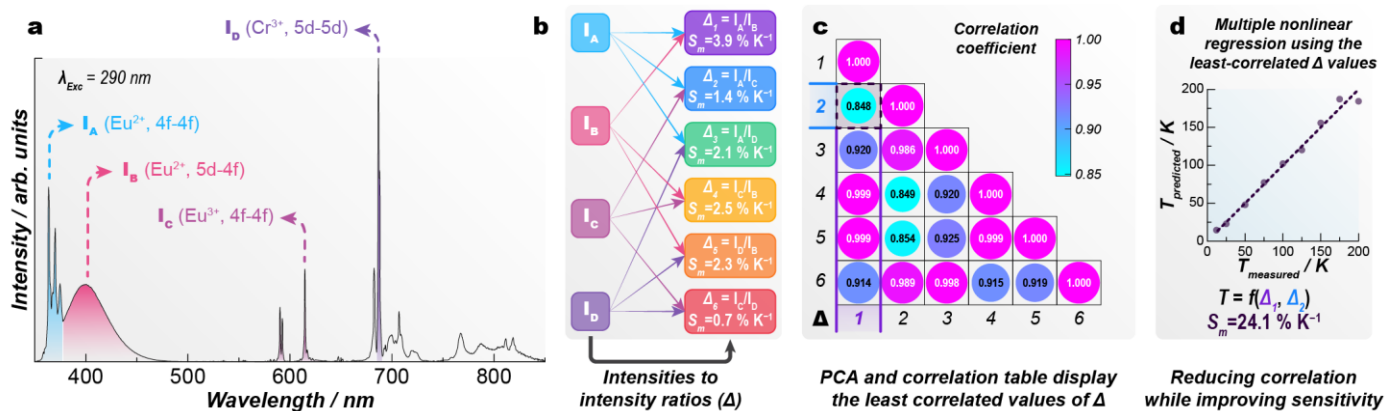 a
I_D (Cr³⁺, 5d-5d)
λ_Exc = 290 nm
I_A (Eu²⁺, 4f-4f)
I_B (Eu²⁺, 5d-4f)
I_C (Eu³⁺, 4f-4f)
Intensity / arb. units
400 500 600 700 800
Wavelength / nm
b
I_A
I_B
I_C
I_D
Δ₁ = I_A/I_B
S_m=3.9 % K⁻¹
Δ₂ = I_A/I_C
S_m=1.4 % K⁻¹
Δ₃ = I_A/I_D
S_m=2.1 % K⁻¹
Δ₄ = I_C/I_B
S_m=2.5 % K⁻¹
Δ₅ = I_D/I_B
S_m=2.3 % K⁻¹
Δ₆ = I_C/I_D
S_m=0.7 % K⁻¹
Intensities to
intensity ratios (Δ)
c
Correlation
coefficient
1.00
0.95
0.90
0.85
1 1.000
2 0.848 1.000
3 0.920 0.986 1.000
4 0.999 0.849 0.920 1.000
5 0.999 0.854 0.925 0.999 1.000
6 0.914 0.989 0.998 0.915 0.919 1.000
Δ 1 2 3 4 5 6
PCA and correlation table display
the least correlated values of Δ
d
Multiple nonlinear
regression using the
least-correlated Δ values
T_predicted / K
200
150
100
50
0
0 50 100 150 200
T_measured / K
T = f(Δ₁, Δ₂)
S_m=24.1 % K⁻¹
Reducing correlation
while improving sensitivity